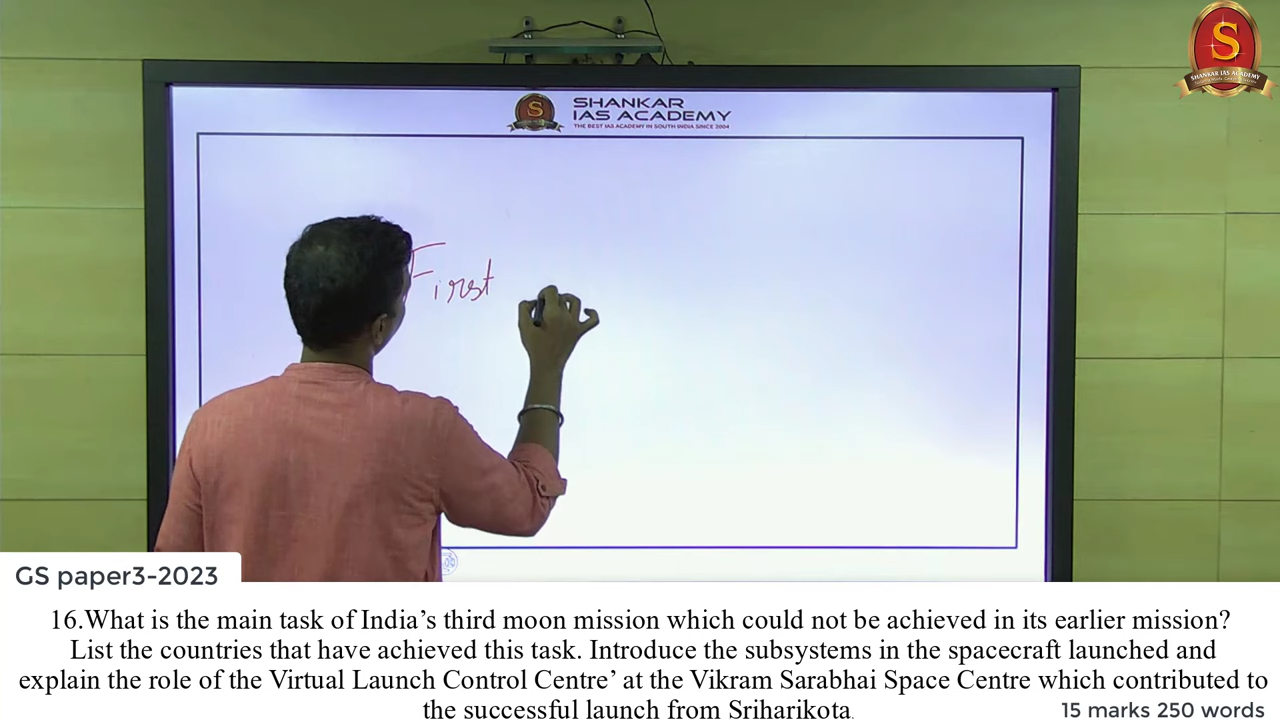 S
SHANKAR IAS ACADEMY
S
SHANKAR
IAS ACADEMY
THE BEST IAS ACADEMY IN SOUTH INDIA SINCE 2004
First
GS paper3-2023
16.What is the main task of India’s third moon mission which could not be achieved in its earlier mission?
List the countries that have achieved this task. Introduce the subsystems in the spacecraft launched and
explain the role of the Virtual Launch Control Centre’ at the Vikram Sarabhai Space Centre which contributed to
the successful launch from Sriharikota.
15 marks 250 words